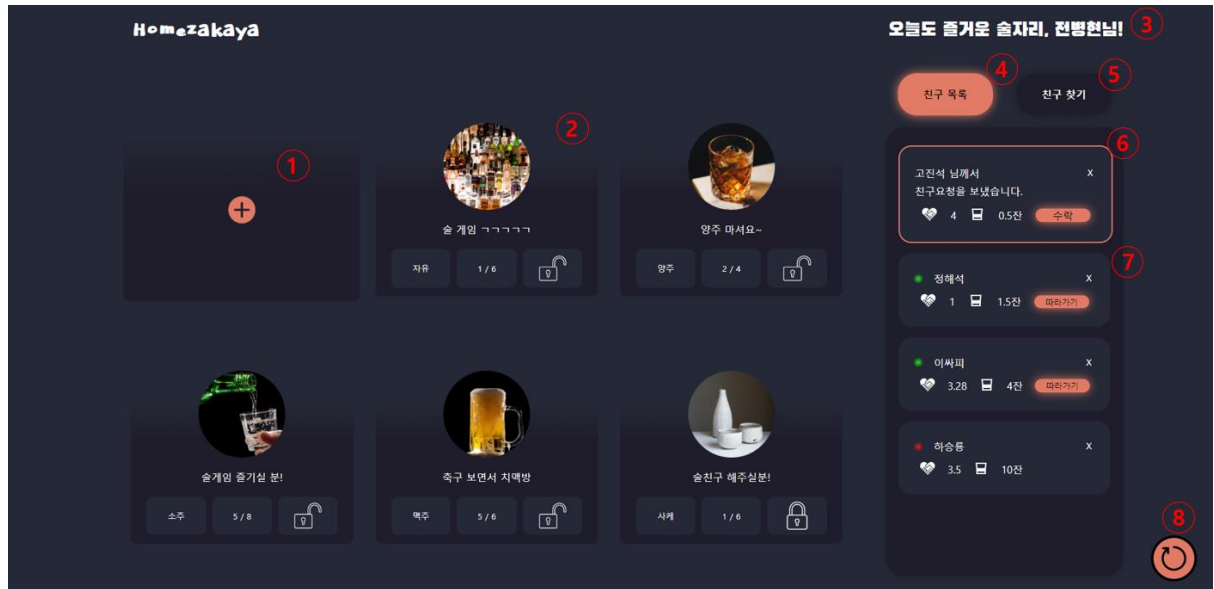 Homezakaya
오늘도 즐거운 술자리, 전병현님!
3
4
5
친구 목록
친구 찾기
1
2
술 게임 ㄱㄱㄱㄱㄱ
자유
1 / 6
양주 마셔요~
양주
2 / 4
6
고진석 님께서
X
친구요청을 보냈습니다.
4
0.5잔
수락
7
정해석
X
1
1.5잔
따라가기
이싸피
X
3.28
4잔
따라가기
하승룡
X
3.5
10잔
술게임 즐기실 분!
소주
5 / 8
축구 보면서 치맥방
맥주
5 / 6
술친구 해주실분!
사케
1 / 6
8